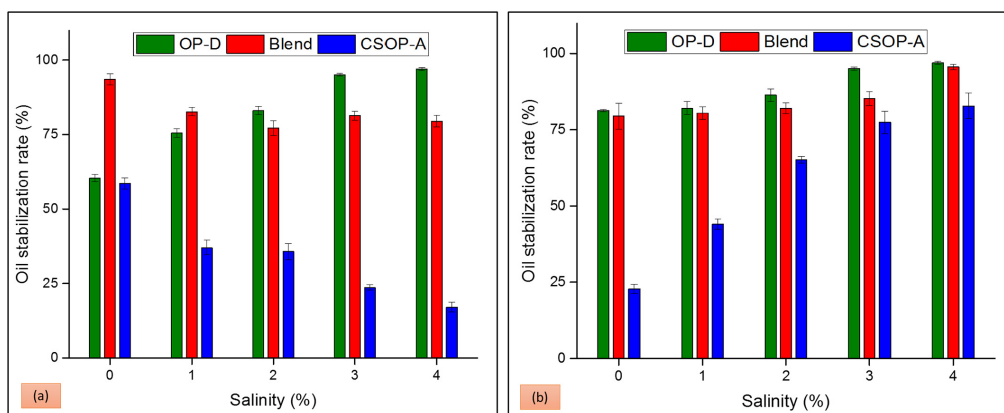 OP-D Blend CSOP-A
Oil stabilization rate (%)
100
75
50
25
0
0 1 2 3 4
Salinity (%)
(a)
OP-D Blend CSOP-A
Oil stabilization rate (%)
100
75
50
25
0
0 1 2 3 4
Salinity (%)
(b)